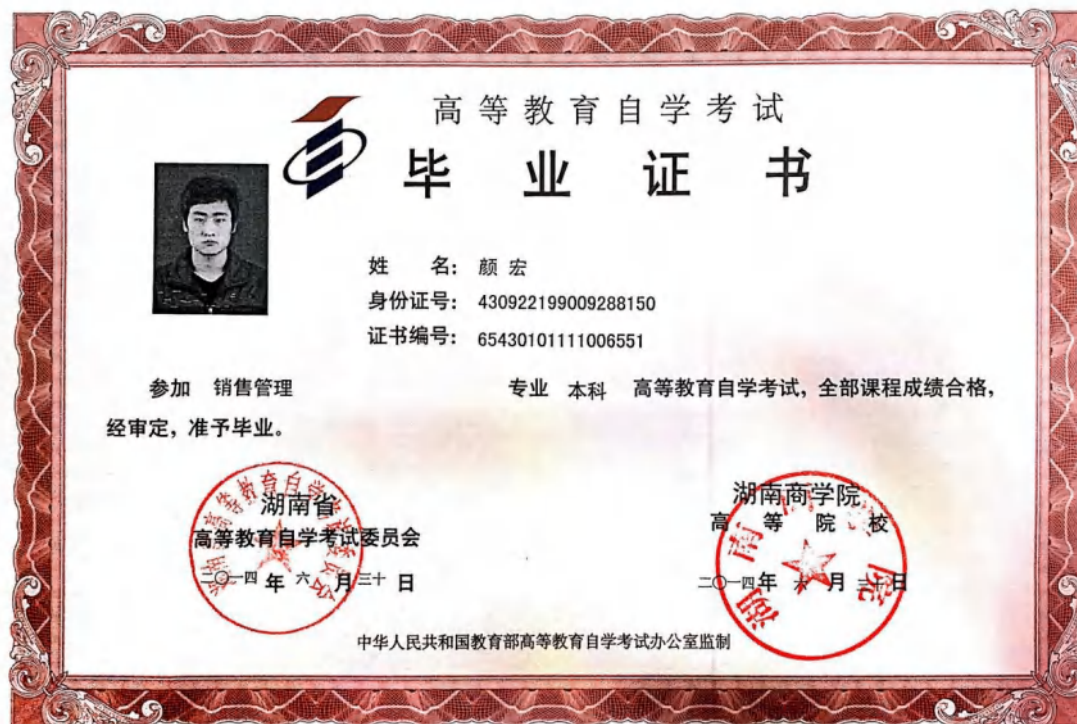 高等教育自学考试
毕业证书
姓 名: 颜宏
身份证号: 430922199009288150
证书编号: 65430101111006551
参加 销售管理 专业 本科 高等教育自学考试，全部课程成绩合格，
经审定，准予毕业。
湖南省
高等教育自学考试委员会
二〇一四年六月三十日
湖南商学院
高等院校
二〇一四年六月三十日
中华人民共和国教育部高等教育自学考试办公室监制